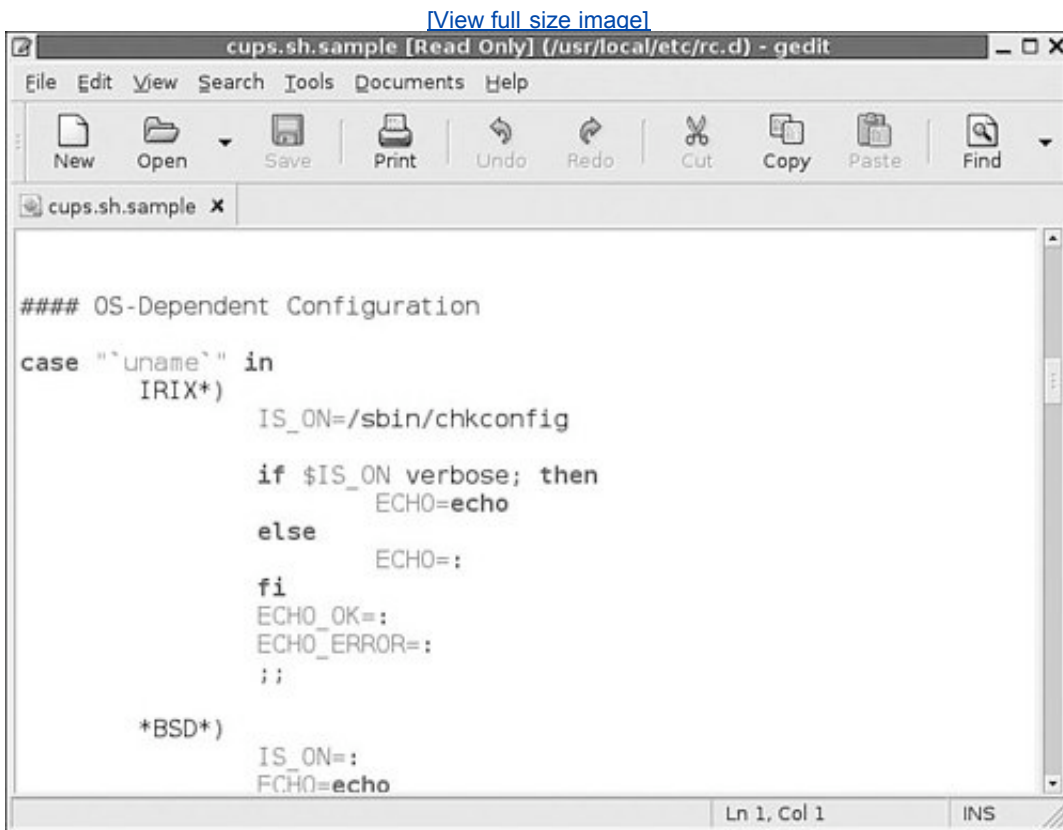 [View full size image]
cups.sh.sample [Read Only] (/usr/local/etc/rc.d) - gedit
File Edit View Search Tools Documents Help
New Open Save Print Undo Redo Cut Copy Paste Find
cups.sh.sample
#### OS-Dependent Configuration
case "`uname`" in
IRIX*)
IS_ON=/sbin/chkconfig
if $IS_ON verbose; then
ECHO=echo
else
ECHO=:
fi
ECHO_OK=:
ECHO_ERROR=:
;;
*BSD*)
IS_ON=:
ECHO=echo
Ln 1, Col 1 INS